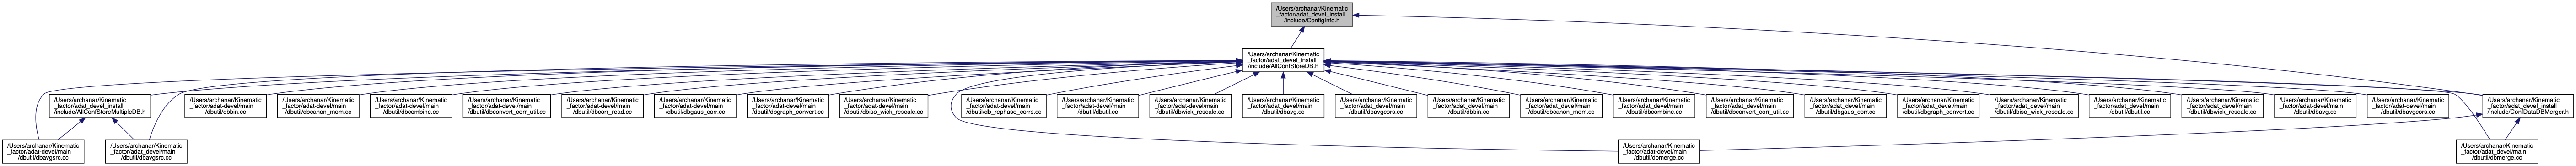 /Users/archanar/Kinematic
_factor/adat_devel_install
/include/ConfigInfo.h
/Users/archanar/Kinematic
_factor/adat_devel_install
/include/AllConfStoreDB.h
/Users/archanar/Kinematic
_factor/adat_devel_install
/include/AllConfStoreMultipleDB.h
/Users/archanar/Kinematic
_factor/adat-devel/main
/dbutil/dbbin.cc
/Users/archanar/Kinematic
_factor/adat-devel/main
/dbutil/dbcanon_mom.cc
/Users/archanar/Kinematic
_factor/adat-devel/main
/dbutil/dbcombine.cc
/Users/archanar/Kinematic
_factor/adat-devel/main
/dbutil/dbconvert_corr_util.cc
/Users/archanar/Kinematic
_factor/adat-devel/main
/dbutil/dbcorr_read.cc
/Users/archanar/Kinematic
_factor/adat-devel/main
/dbutil/dbgaus_corr.cc
/Users/archanar/Kinematic
_factor/adat-devel/main
/dbutil/dbgraph_convert.cc
/Users/archanar/Kinematic
_factor/adat-devel/main
/dbutil/dbiso_wick_rescale.cc
/Users/archanar/Kinematic
_factor/adat-devel/main
/dbutil/db_rephase_corrs.cc
/Users/archanar/Kinematic
_factor/adat-devel/main
/dbutil/dbutil.cc
/Users/archanar/Kinematic
_factor/adat-devel/main
/dbutil/dbwick_rescale.cc
/Users/archanar/Kinematic
_factor/adat_devel/main
/dbutil/dbavg.cc
/Users/archanar/Kinematic
_factor/adat_devel/main
/dbutil/dbavgcors.cc
/Users/archanar/Kinematic
_factor/adat_devel/main
/dbutil/dbbin.cc
/Users/archanar/Kinematic
_factor/adat_devel/main
/dbutil/dbcanon_mom.cc
/Users/archanar/Kinematic
_factor/adat_devel/main
/dbutil/dbcombine.cc
/Users/archanar/Kinematic
_factor/adat_devel/main
/dbutil/dbconvert_corr_util.cc
/Users/archanar/Kinematic
_factor/adat_devel/main
/dbutil/dbgaus_corr.cc
/Users/archanar/Kinematic
_factor/adat_devel/main
/dbutil/dbgraph_convert.cc
/Users/archanar/Kinematic
_factor/adat_devel/main
/dbutil/dbiso_wick_rescale.cc
/Users/archanar/Kinematic
_factor/adat_devel/main
/dbutil/dbutil.cc
/Users/archanar/Kinematic
_factor/adat_devel/main
/dbutil/dbwick_rescale.cc
/Users/archanar/Kinematic
_factor/adat-devel/main
/dbutil/dbavg.cc
/Users/archanar/Kinematic
_factor/adat-devel/main
/dbutil/dbavgcors.cc
/Users/archanar/Kinematic
_factor/adat_devel_install
/include/ConfDataDBMerger.h
/Users/archanar/Kinematic
_factor/adat-devel/main
/dbutil/dbavgsrc.cc
/Users/archanar/Kinematic
_factor/adat_devel/main
/dbutil/dbavgsrc.cc
/Users/archanar/Kinematic
_factor/adat-devel/main
/dbutil/dbmerge.cc
/Users/archanar/Kinematic
_factor/adat_devel/main
/dbutil/dbmerge.cc